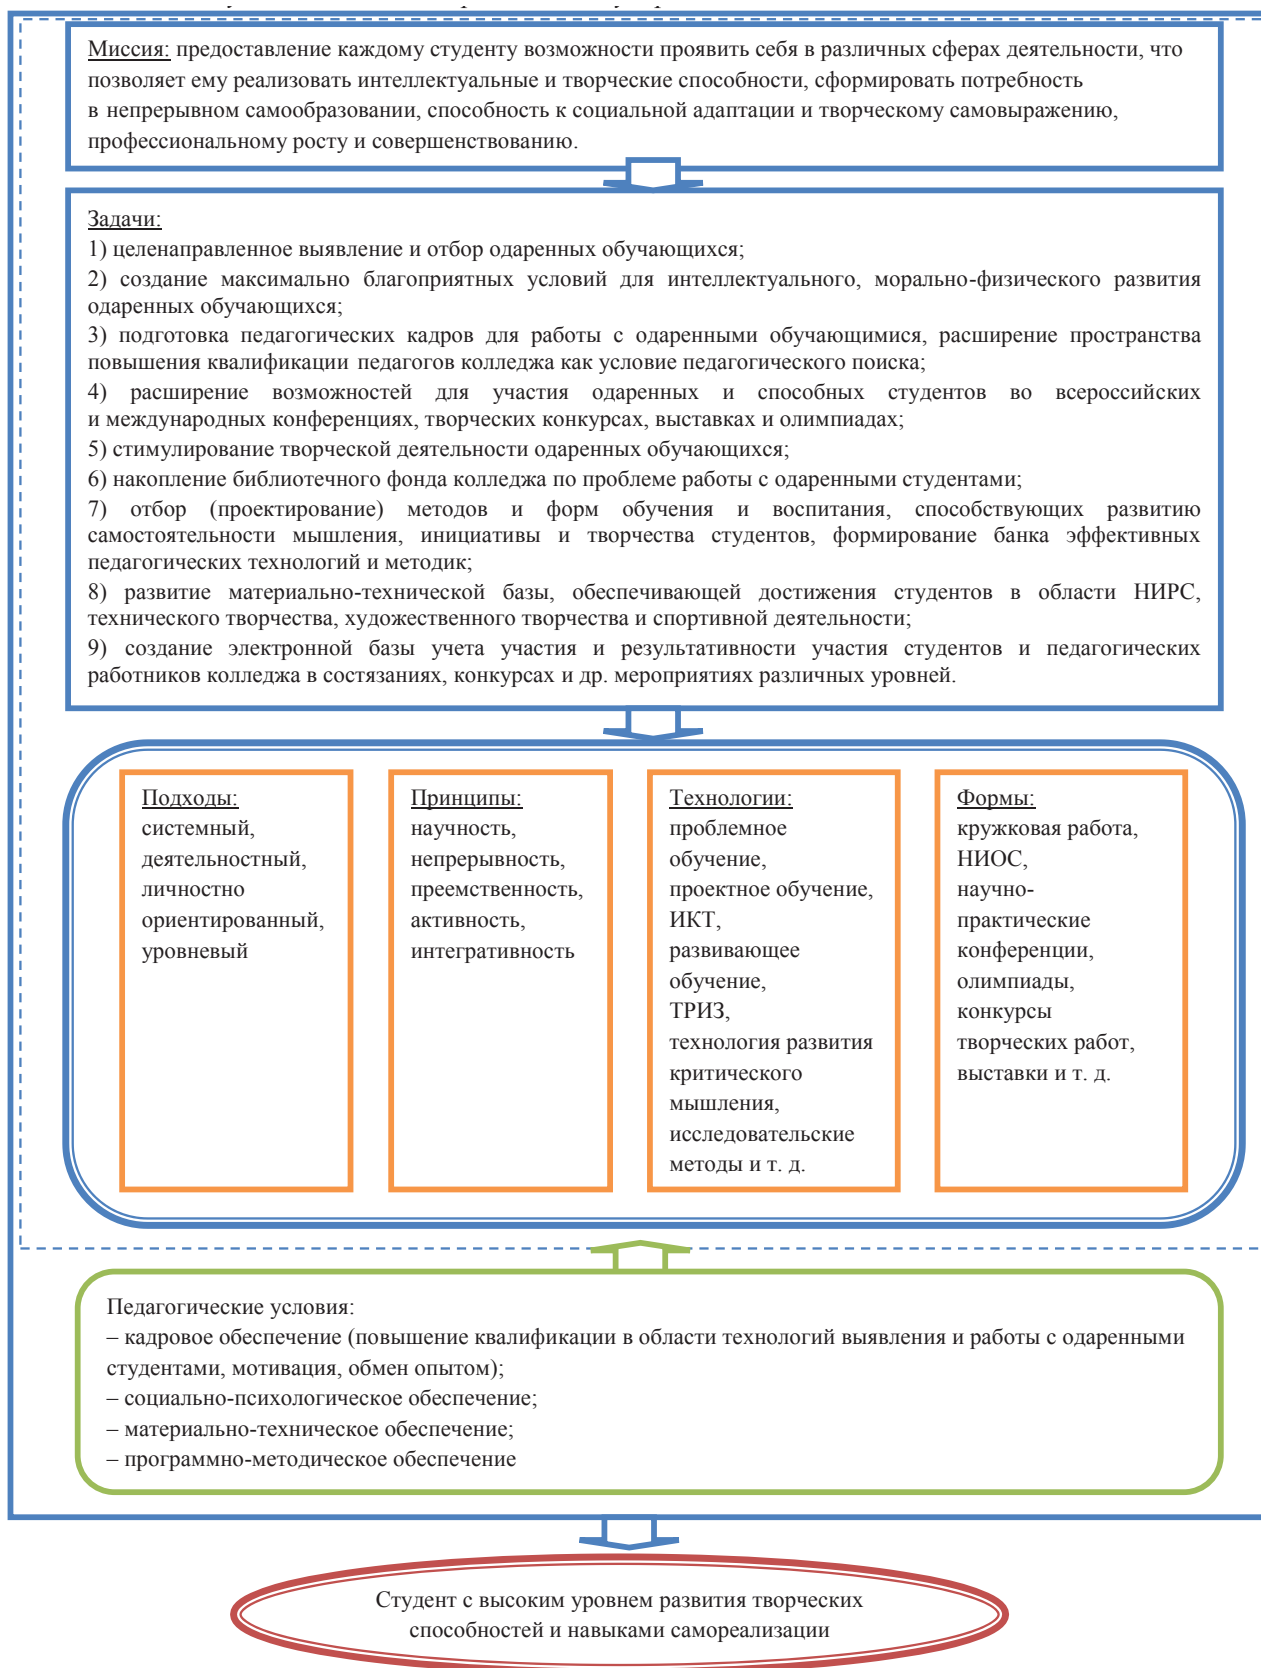 Миссия: предоставление каждому студенту возможности проявить себя в различных сферах деятельности, что
позволяет ему реализовать интеллектуальные и творческие способности, сформировать потребность
в непрерывном самообразовании, способность к социальной адаптации и творческому самовыражению,
профессиональному росту и совершенствованию.
Задачи:
1) целенаправленное выявление и отбор одаренных обучающихся;
2) создание максимально благоприятных условий для интеллектуального, морально-физического развития
одаренных обучающихся;
3) подготовка педагогических кадров для работы с одаренными обучающимися, расширение пространства
повышения квалификации педагогов колледжа как условие педагогического поиска;
4) расширение возможностей для участия одаренных и способных студентов во всероссийских
и международных конференциях, творческих конкурсах, выставках и олимпиадах;
5) стимулирование творческой деятельности одаренных обучающихся;
6) накопление библиотечного фонда колледжа по проблеме работы с одаренными студентами;
7) отбор (проектирование) методов и форм обучения и воспитания, способствующих развитию
самостоятельности мышления, инициативы и творчества студентов, формирование банка эффективных
педагогических технологий и методик;
8) развитие материально-технической базы, обеспечивающей достижения студентов в области НИРС,
технического творчества, художественного творчества и спортивной деятельности;
9) создание электронной базы учета участия и результативности участия студентов и педагогических
работников колледжа в состязаниях, конкурсах и др. мероприятиях различных уровней.
Подходы:
системный,
деятельностный,
личностно
ориентированный,
уровневый
Принципы:
научность,
непрерывность,
преемственность,
активность,
интегративность
Технологии:
проблемное
обучение,
проектное обучение,
ИКТ,
развивающее
обучение,
ТРИЗ,
технология развития
критического
мышления,
исследовательские
методы и т. д.
Формы:
кружковая работа,
НИОС,
научно-
практические
конференции,
олимпиады,
конкурсы
творческих работ,
выставки и т. д.
Педагогические условия:
– кадровое обеспечение (повышение квалификации в области технологий выявления и работы с одаренными
студентами, мотивация, обмен опытом);
– социально-психологическое обеспечение;
– материально-техническое обеспечение;
– программно-методическое обеспечение
Студент с высоким уровнем развития творческих
способностей и навыками самореализации